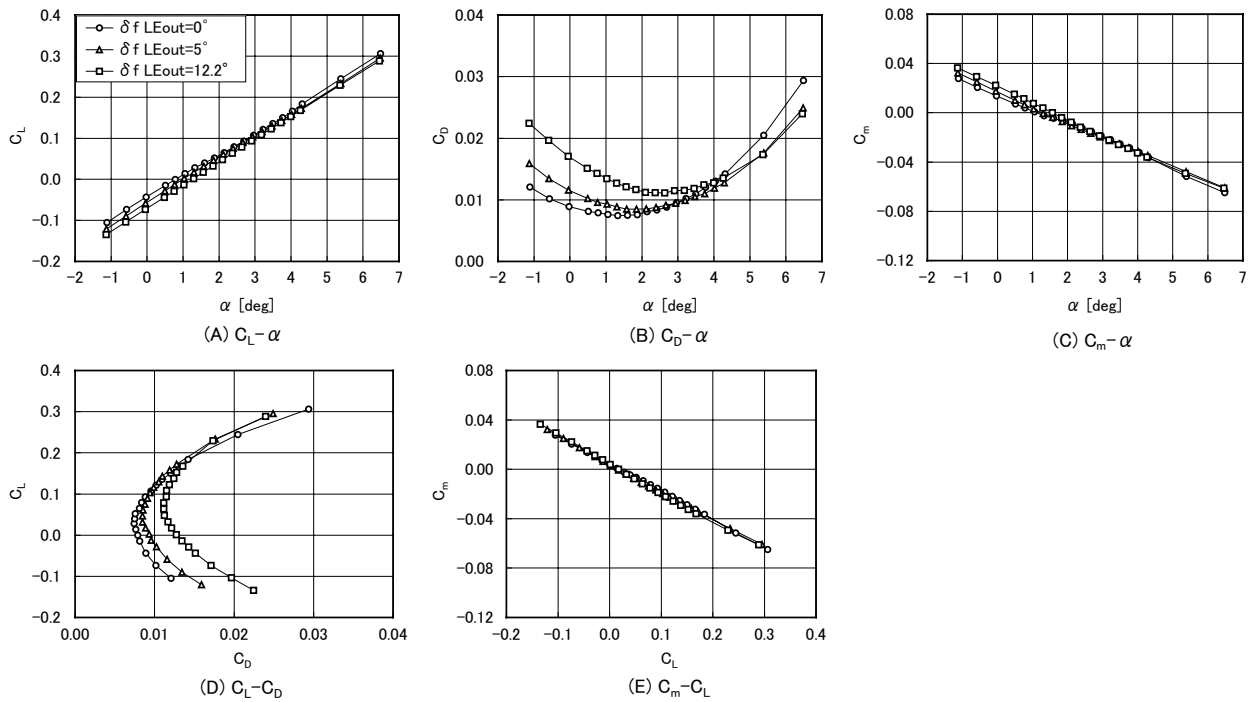 0.4
0.3
0.2
0.1
0.0
−0.1
−0.2
C_L
δf LEout=0°
δf LEout=5°
δf LEout=12.2°
−2 −1 0 1 2 3 4 5 6 7
α [deg]
(A) C_L−α
0.04
0.03
0.02
0.01
0.00
C_D
−2 −1 0 1 2 3 4 5 6 7
α [deg]
(B) C_D−α
0.08
0.04
0.00
−0.04
−0.08
−0.12
C_m
−2 −1 0 1 2 3 4 5 6 7
α [deg]
(C) C_m−α
0.4
0.3
0.2
0.1
0.0
−0.1
−0.2
C_L
0.00 0.01 0.02 0.03 0.04
C_D
(D) C_L−C_D
0.08
0.04
0.00
−0.04
−0.08
−0.12
C_m
−0.2 −0.1 0.0 0.1 0.2 0.3 0.4
C_L
(E) C_m−C_L